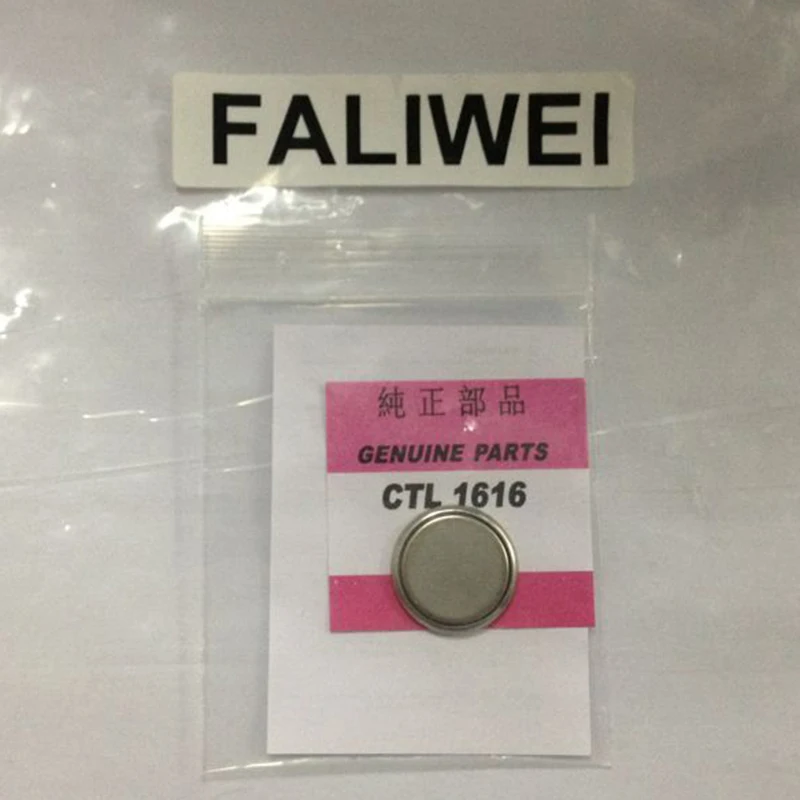 FALIWEI
純正部品
GENUINE PARTS
CTL 1616